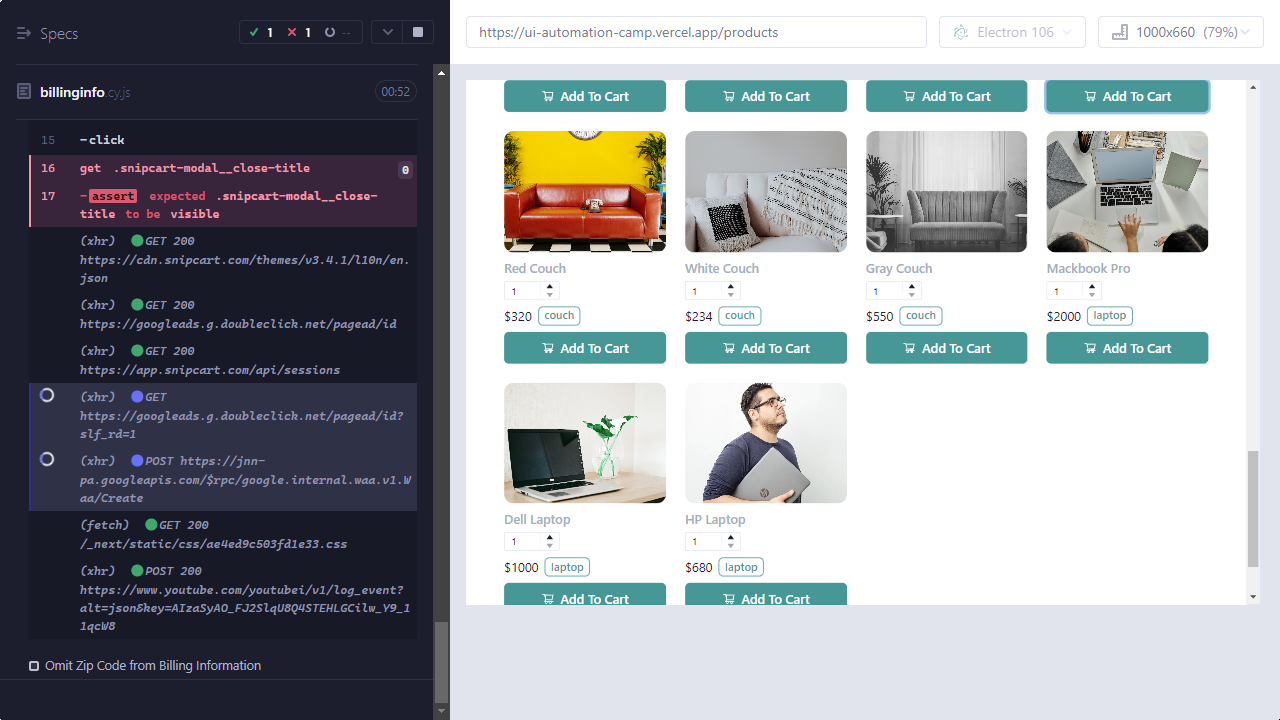 Specs
1
1
--
https://ui-automation-camp.vercel.app/products
Electron 106
1000x660 (79%)
billinginfo.cy.js
00:52
15 -click
16 get .snipcart-modal__close-title
0
17 -assert expected .snipcart-modal__close-
title to be visible
(xhr) GET 200
https://cdn.snipcart.com/themes/v3.4.1/l10n/en.
json
(xhr) GET 200
https://googleads.g.doubleclick.net/pagead/id
(xhr) GET 200
https://app.snipcart.com/api/sessions
(xhr) GET
https://googleads.g.doubleclick.net/pagead/id?
slf_rd=1
(xhr) POST https://jnn-
pa.googleapis.com/$rpc/google.internal.waa.v1.W
aa/Create
(fetch) GET 200
/_next/static/css/ae4ed9c503fd1e33.css
(xhr) POST 200
https://www.youtube.com/youtubei/v1/log_event?
alt=json&key=AIzaSyAO_FJ2SlqU8Q4STEHLGCilw_Y9_1
1qcW8
Omit Zip Code from Billing Information
Add To Cart
Add To Cart
Add To Cart
Add To Cart
Red Couch
White Couch
Gray Couch
Mackbook Pro
1
1
1
1
$320 couch
$234 couch
$550 couch
$2000 laptop
Add To Cart
Add To Cart
Add To Cart
Add To Cart
Dell Laptop
HP Laptop
1
1
$1000 laptop
$680 laptop
Add To Cart
Add To Cart